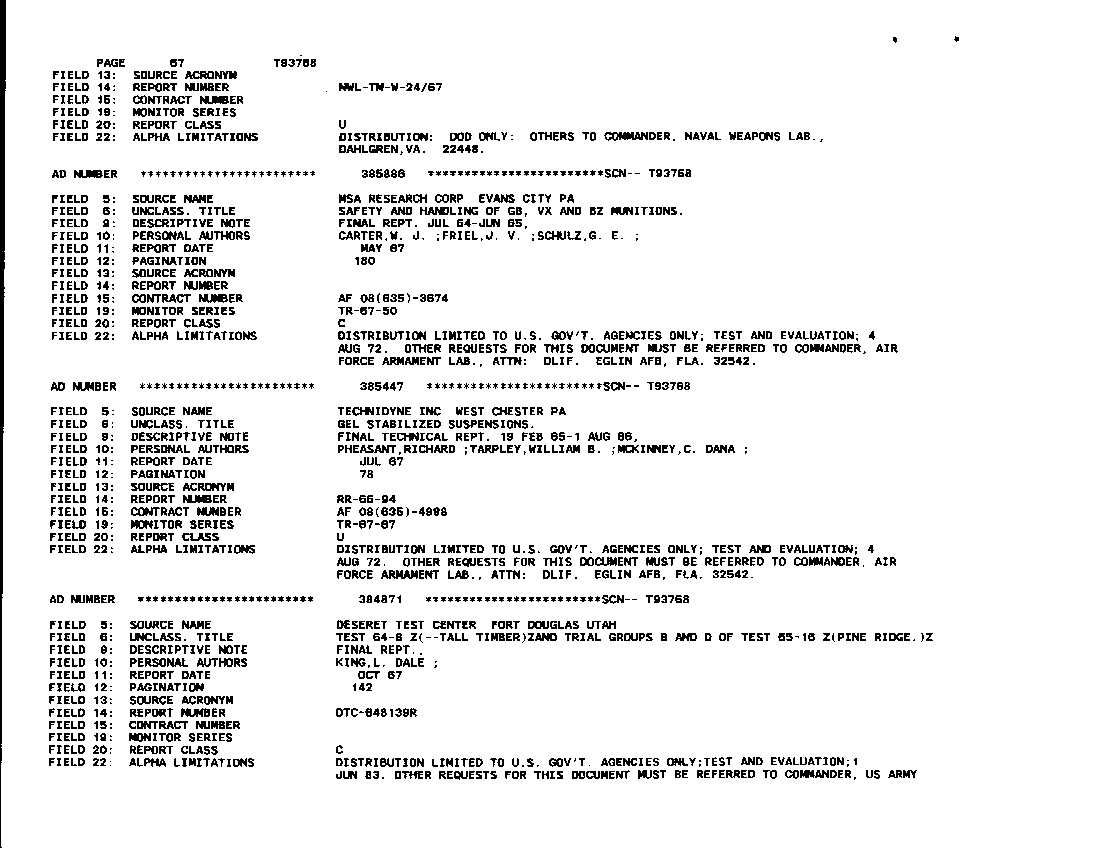 PAGE 67 T93768
FIELD 13: SOURCE ACRONYM
FIELD 14: REPORT NUMBER NWL-TM-W-24/67
FIELD 15: CONTRACT NUMBER
FIELD 19: MONITOR SERIES
FIELD 20: REPORT CLASS U
FIELD 22: ALPHA LIMITATIONS DISTRIBUTION: DOD ONLY: OTHERS TO COMMANDER, NAVAL WEAPONS LAB.,
DAHLGREN,VA. 22448.
AD NUMBER ************************ 385886 ************************SCN-- T93768
FIELD 5: SOURCE NAME MSA RESEARCH CORP EVANS CITY PA
FIELD 6: UNCLASS. TITLE SAFETY AND HANDLING OF GB, VX AND BZ MUNITIONS.
FIELD 9: DESCRIPTIVE NOTE FINAL REPT. JUL 64-JUN 65,
FIELD 10: PERSONAL AUTHORS CARTER,W. J. ;FRIEL,J. V. ;SCHULZ,G. E. ;
FIELD 11: REPORT DATE MAY 67
FIELD 12: PAGINATION 180
FIELD 13: SOURCE ACRONYM
FIELD 14: REPORT NUMBER
FIELD 15: CONTRACT NUMBER AF 08(635)-3674
FIELD 19: MONITOR SERIES TR-67-50
FIELD 20: REPORT CLASS C
FIELD 22: ALPHA LIMITATIONS DISTRIBUTION LIMITED TO U.S. GOV'T. AGENCIES ONLY; TEST AND EVALUATION; 4
AUG 72. OTHER REQUESTS FOR THIS DOCUMENT MUST BE REFERRED TO COMMANDER, AIR
FORCE ARMAMENT LAB., ATTN: DLIF. EGLIN AFB, FLA. 32542.
AD NUMBER ************************ 385447 ************************SCN-- T93768
FIELD 5: SOURCE NAME TECHNIDYNE INC WEST CHESTER PA
FIELD 6: UNCLASS. TITLE GEL STABILIZED SUSPENSIONS.
FIELD 9: DESCRIPTIVE NOTE FINAL TECHNICAL REPT. 19 FEB 65-1 AUG 66,
FIELD 10: PERSONAL AUTHORS PHEASANT,RICHARD ;TARPLEY,WILLIAM B. ;MCKINNEY,C. DANA ;
FIELD 11: REPORT DATE JUL 67
FIELD 12: PAGINATION 78
FIELD 13: SOURCE ACRONYM
FIELD 14: REPORT NUMBER RR-66-94
FIELD 15: CONTRACT NUMBER AF 08(635)-4998
FIELD 19: MONITOR SERIES TR-67-67
FIELD 20: REPORT CLASS U
FIELD 22: ALPHA LIMITATIONS DISTRIBUTION LIMITED TO U.S. GOV'T. AGENCIES ONLY; TEST AND EVALUATION; 4
AUG 72. OTHER REQUESTS FOR THIS DOCUMENT MUST BE REFERRED TO COMMANDER, AIR
FORCE ARMAMENT LAB., ATTN: DLIF. EGLIN AFB, FLA. 32542.
AD NUMBER ************************ 384871 ************************SCN-- T93768
FIELD 5: SOURCE NAME DESERET TEST CENTER FORT DOUGLAS UTAH
FIELD 6: UNCLASS. TITLE TEST 64-8 Z(--TALL TIMBER)ZAND TRIAL GROUPS B AND D OF TEST 65-16 Z(PINE RIDGE.)Z
FIELD 9: DESCRIPTIVE NOTE FINAL REPT.,
FIELD 10: PERSONAL AUTHORS KING,L. DALE ;
FIELD 11: REPORT DATE OCT 67
FIELD 12: PAGINATION 142
FIELD 13: SOURCE ACRONYM
FIELD 14: REPORT NUMBER DTC-648139R
FIELD 15: CONTRACT NUMBER
FIELD 19: MONITOR SERIES
FIELD 20: REPORT CLASS C
FIELD 22: ALPHA LIMITATIONS DISTRIBUTION LIMITED TO U.S. GOV'T. AGENCIES ONLY;TEST AND EVALUATION;1
JUN 83. OTHER REQUESTS FOR THIS DOCUMENT MUST BE REFERRED TO COMMANDER, US ARMY